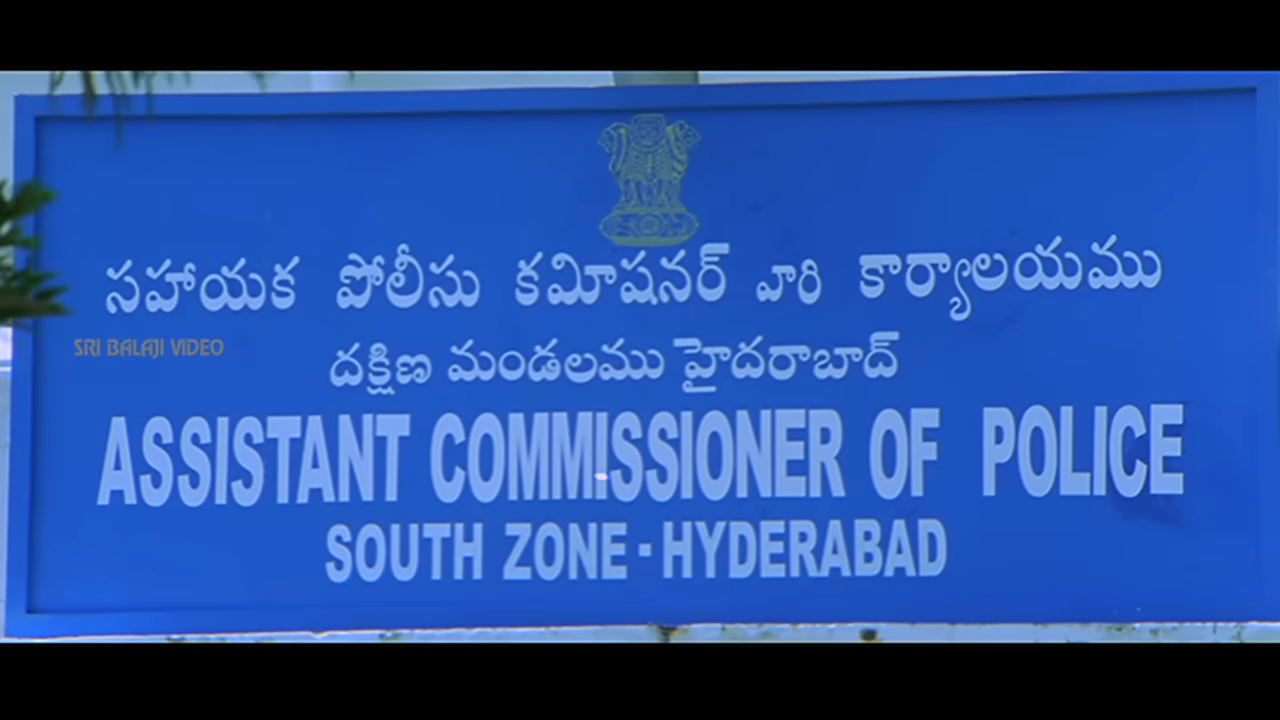 సహాయక పోలీసు కమీషనర్ వారి కార్యాలయము
SRI BALAJI VIDEO
దక్షిణ మండలము హైదరాబాద్
ASSISTANT COMMISSIONER OF POLICE
SOUTH ZONE - HYDERABAD